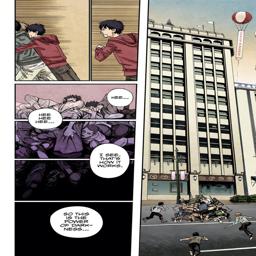 HEE...
HEE
HEE
HEE...
I SEE,
THAT'S
HOW IT
WORKS.
SO THIS
IS THE
POWER
OF DARK-
NESS...